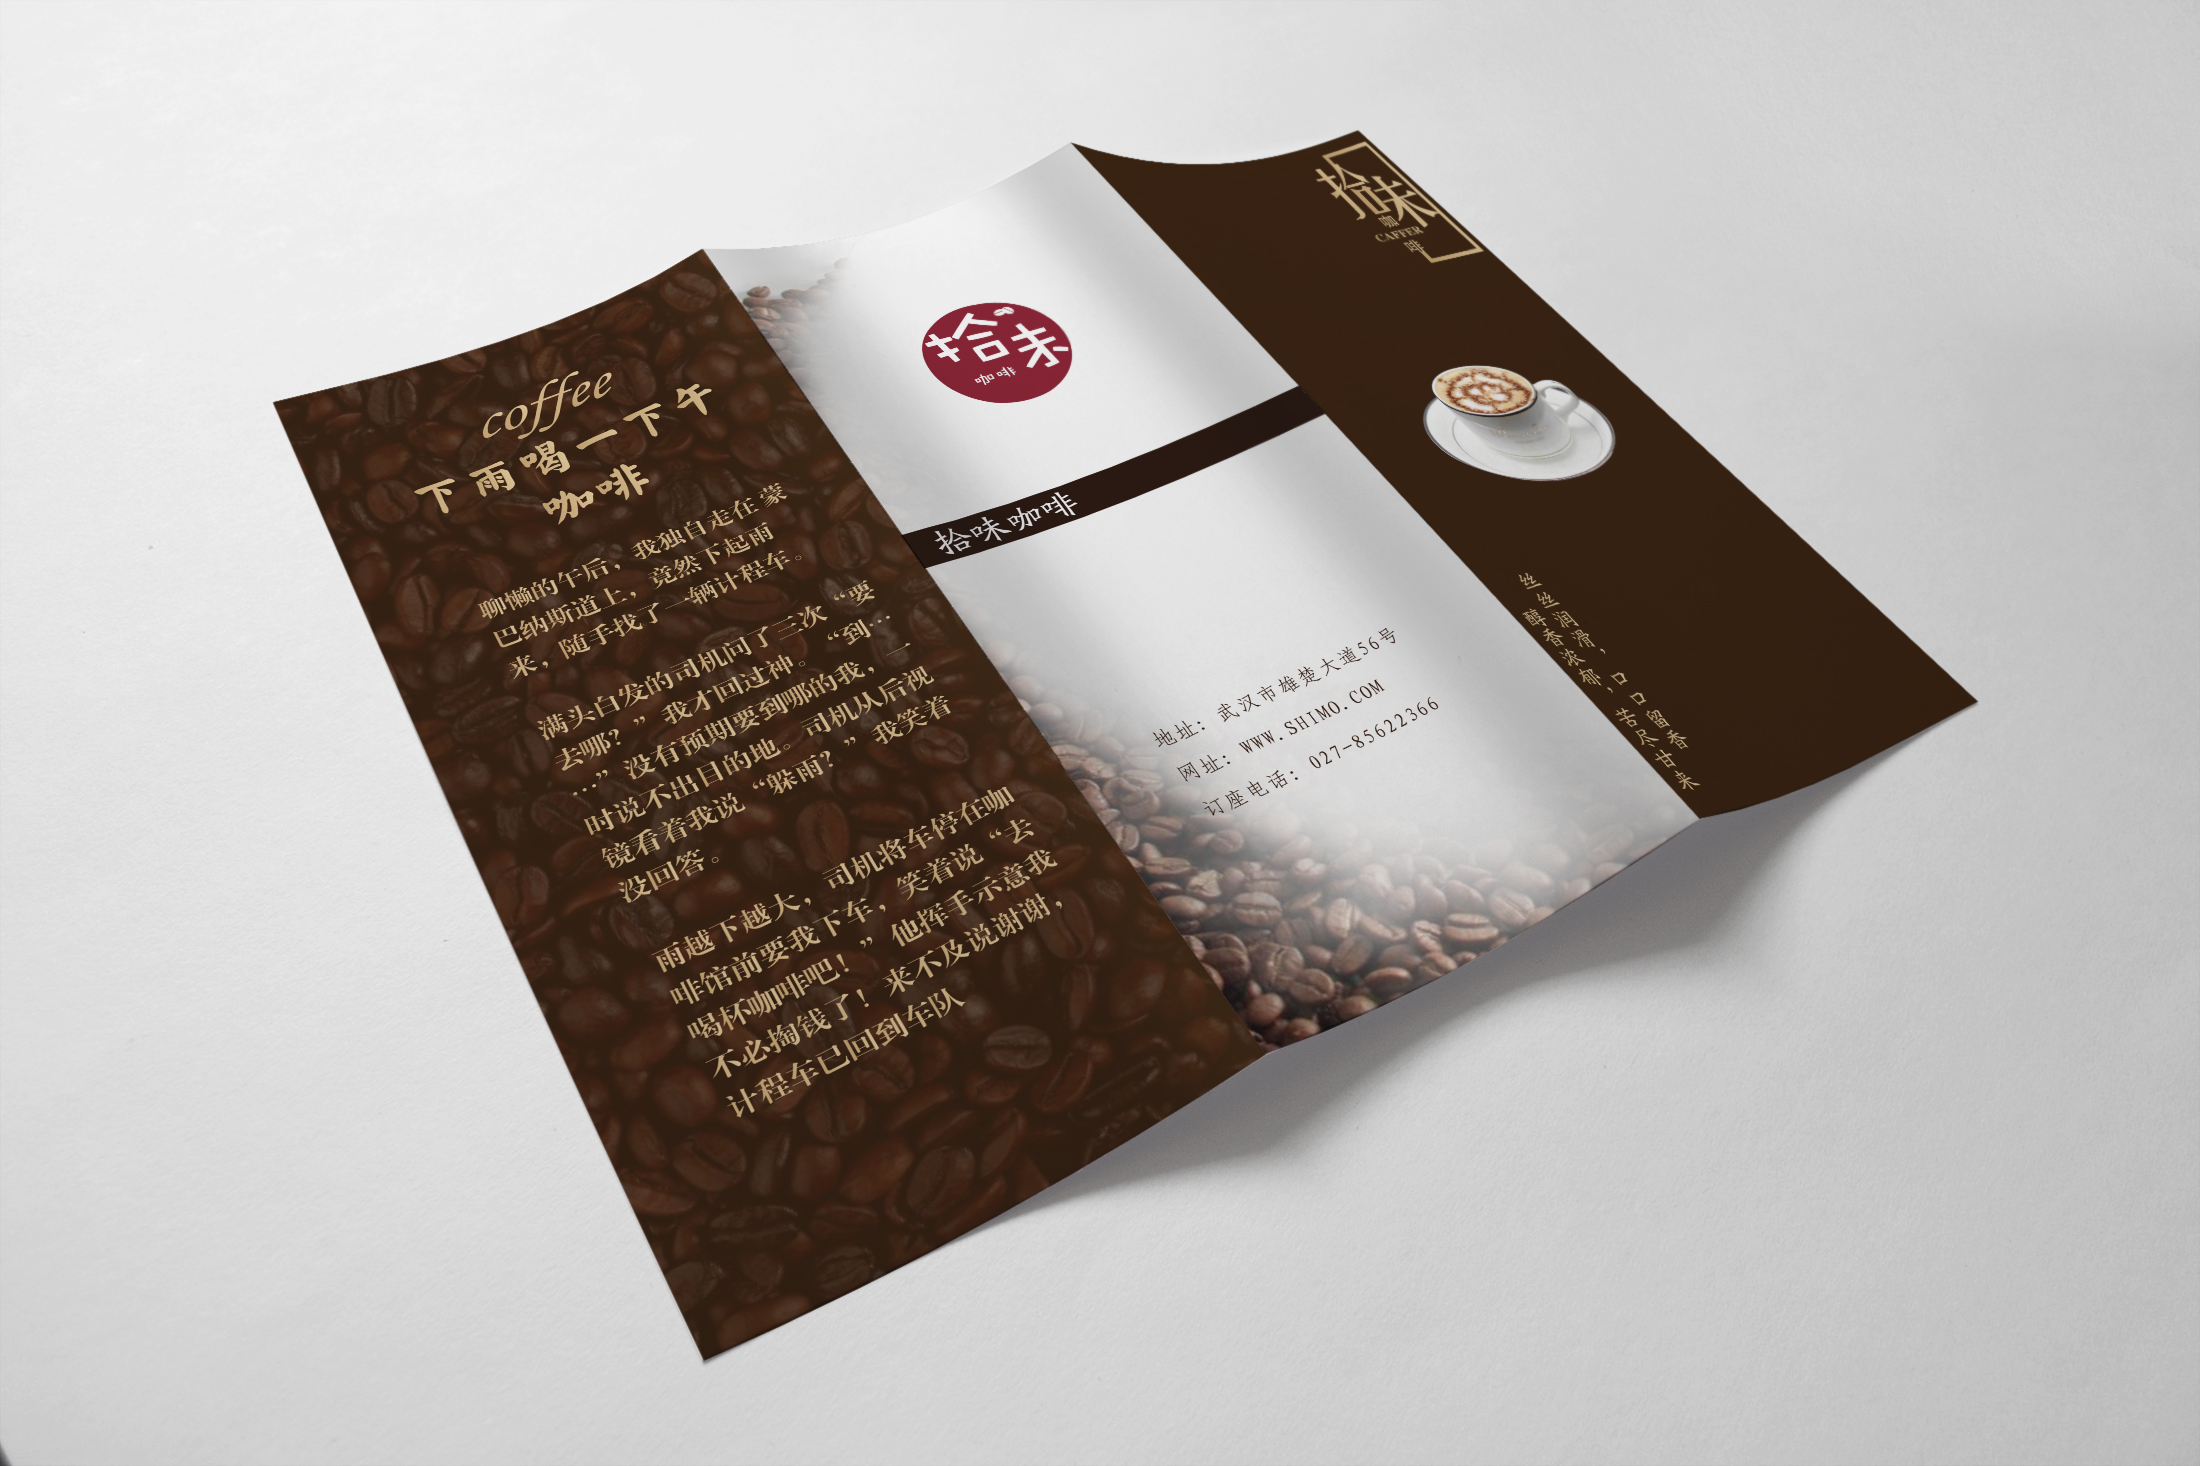 coffee
下雨喝一下午
咖啡
聊懒的午后，我独自走在蒙
巴纳斯道上，竟然下起雨
来，随手找了一辆计程车。
满头白发的司机问了三次“要
去哪？”我才回过神。“到…
…”没有预期要到哪的我，一
时说不出目的地。司机从后视
镜看着我说“躲雨？”我笑着
没回答。
雨越下越大，司机将车停在咖
啡馆前要我下车，笑着说“去
喝杯咖啡吧！”他挥手示意我
不必掏钱了！来不及说谢谢，
计程车已回到车队
拾味
咖啡
拾味咖啡
地址：武汉市雄楚大道56号
网址：WWW.SHIMO.COM
订座电话：027-85622366
拾味
咖
CAFFER
啡
丝丝润滑，口口留香
醇香浓郁，苦尽甘来